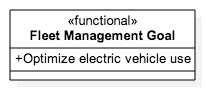 «functional»
Fleet Management Goal
+Optimize electric vehicle use